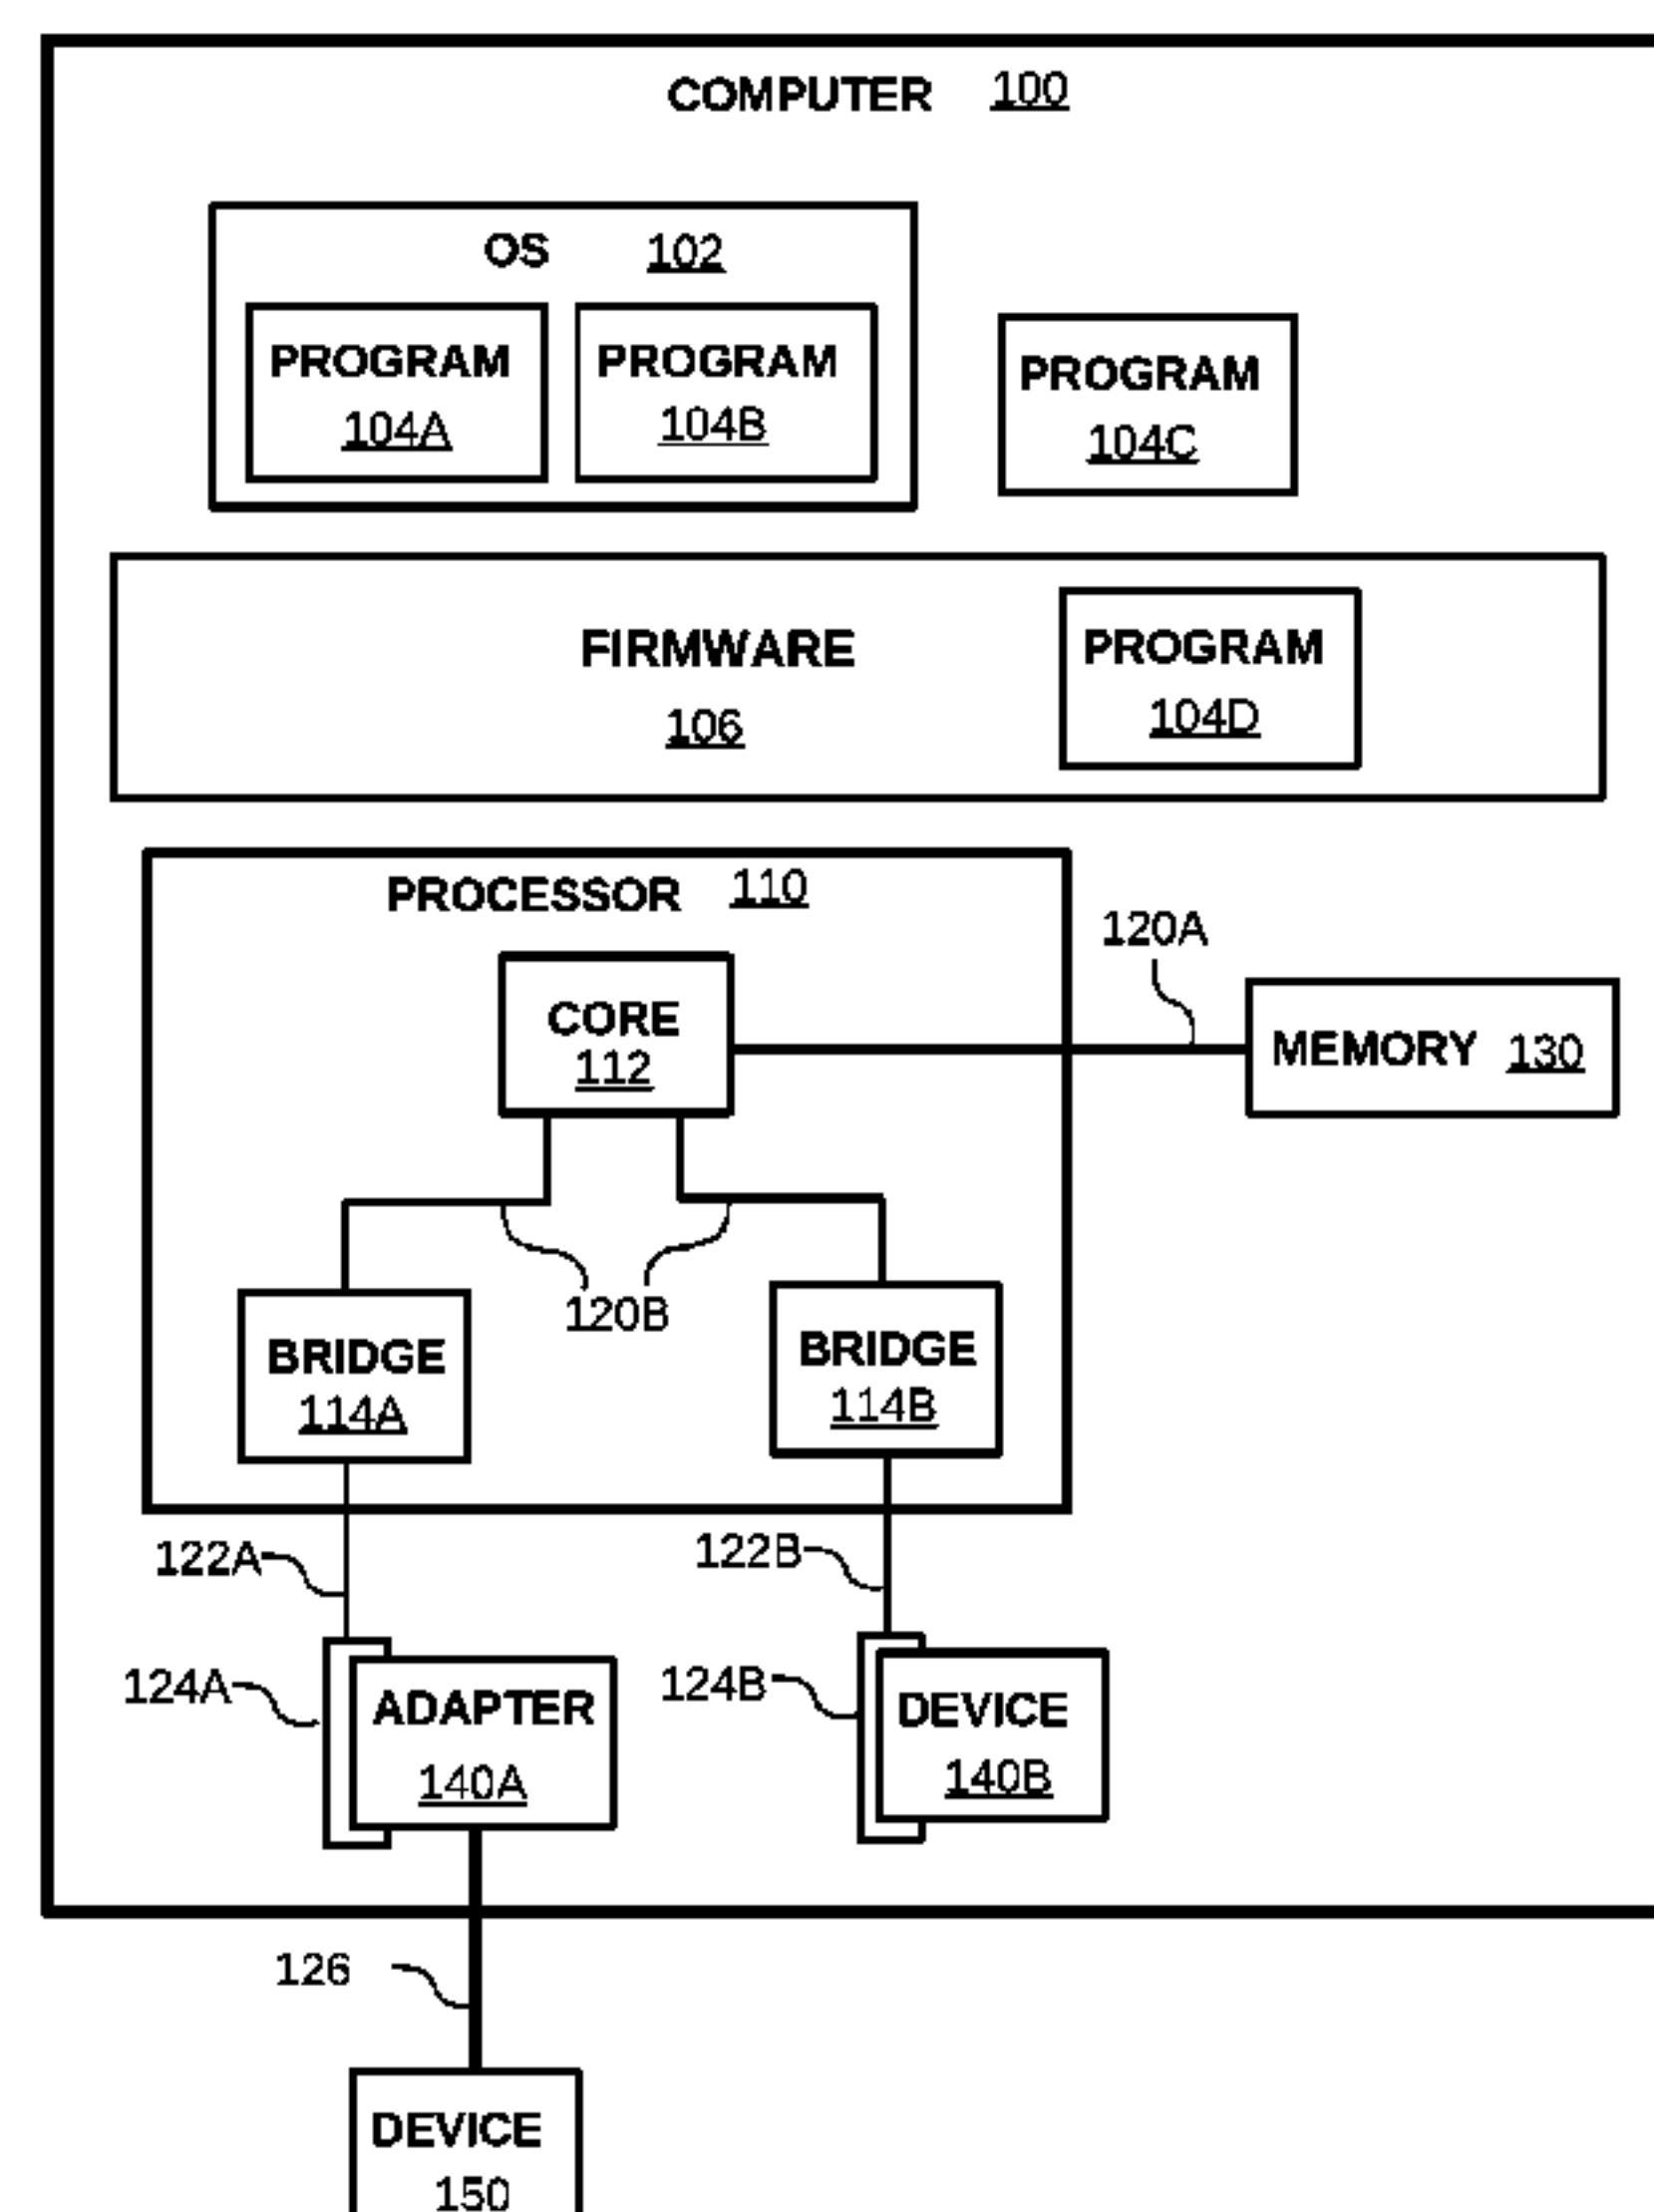 COMPUTER 100
OS 102
PROGRAM
104A
PROGRAM
104B
PROGRAM
104C
FIRMWARE
106
PROGRAM
104D
PROCESSOR 110
120A
CORE
112
MEMORY 130
120B
BRIDGE
114A
BRIDGE
114B
122A
122B
124A
ADAPTER
140A
124B
DEVICE
140B
126
DEVICE
150